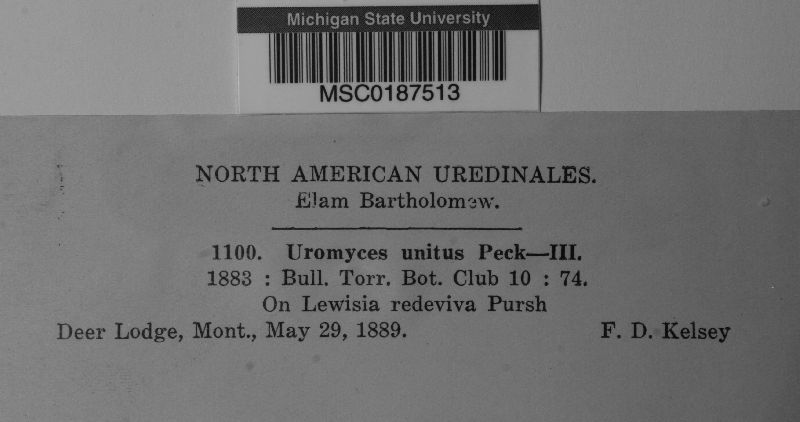 Michigan State University
MSC0187513
NORTH AMERICAN UREDINALES.
Elam Bartholomew.
1100. Uromyces unitus Peck—III.
1883 : Bull. Torr. Bot. Club 10 : 74.
On Lewisia redeviva Pursh
Deer Lodge, Mont., May 29, 1889. F. D. Kelsey